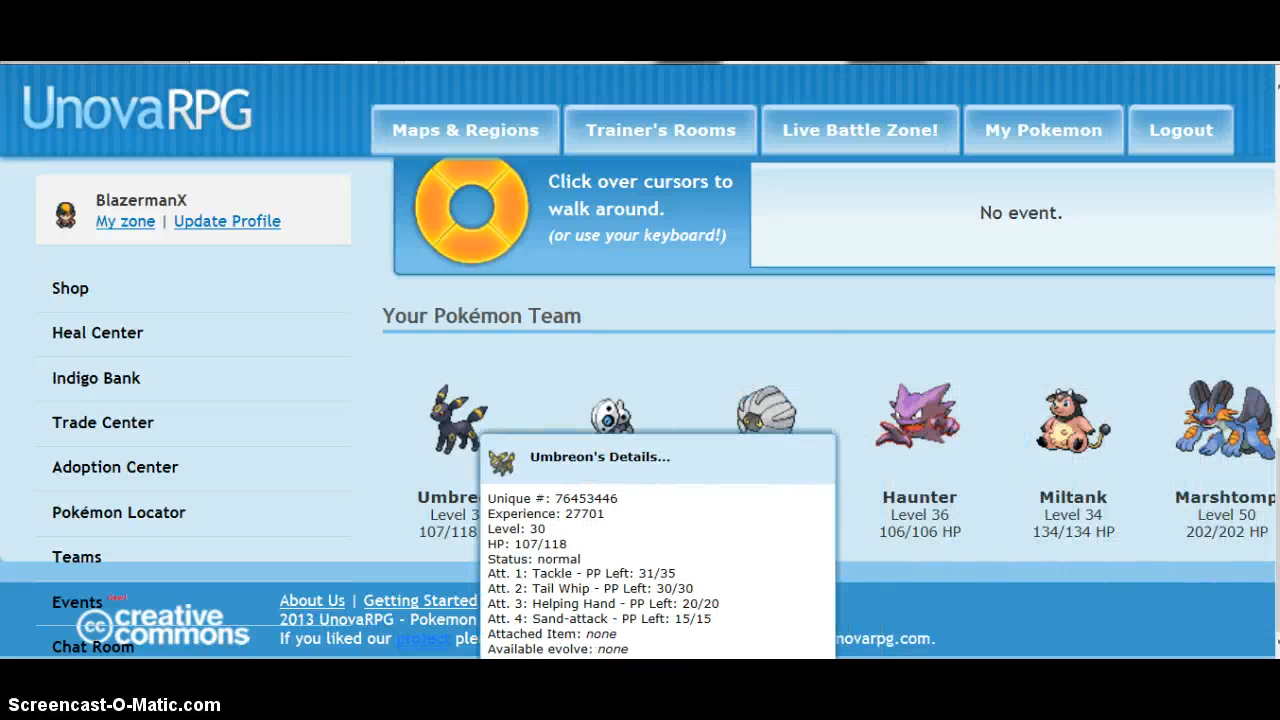 UnovaRPG
Maps & Regions
Trainer's Rooms
Live Battle Zone!
My Pokemon
Logout
BlazermanX
My zone | Update Profile
Click over cursors to
walk around.
(or use your keyboard!)
No event.
Shop
Heal Center
Indigo Bank
Trade Center
Adoption Center
Pokémon Locator
Teams
Events
Chat Room
Your Pokémon Team
Level
107/118
Umbreon's Details...
Unique #: 76453446
Experience: 27701
Level: 30
HP: 107/118
Status: normal
Att. 1: Tackle - PP Left: 31/35
Att. 2: Tail Whip - PP Left: 30/30
Att. 3: Helping Hand - PP Left: 20/20
Att. 4: Sand-attack - PP Left: 15/15
Attached Item: none
Available evolve: none
Haunter
Level 36
106/106 HP
Miltank
Level 34
134/134 HP
Marshtomp
Level 50
202/202 HP
cc creative
commons
About Us | Getting Started
2013 UnovaRPG - Pokemon
If you liked our project
novarpg.com.
Screencast-O-Matic.com